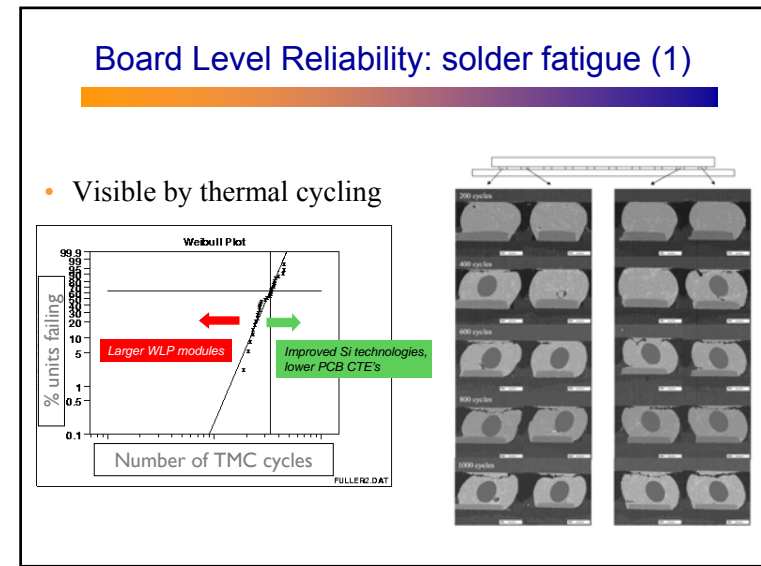 Board Level Reliability: solder fatigue (1)
• Visible by thermal cycling
Weibull Plot
99.9
99
95
90
80
70
60
50
40
30
20
10
5
1
0.5
0.1
% units failing
Larger WLP modules
Improved Si technologies,
lower PCB CTE's
Number of TMC cycles
FULLER2.DAT
200 cycles
400 cycles
600 cycles
800 cycles
1000 cycles